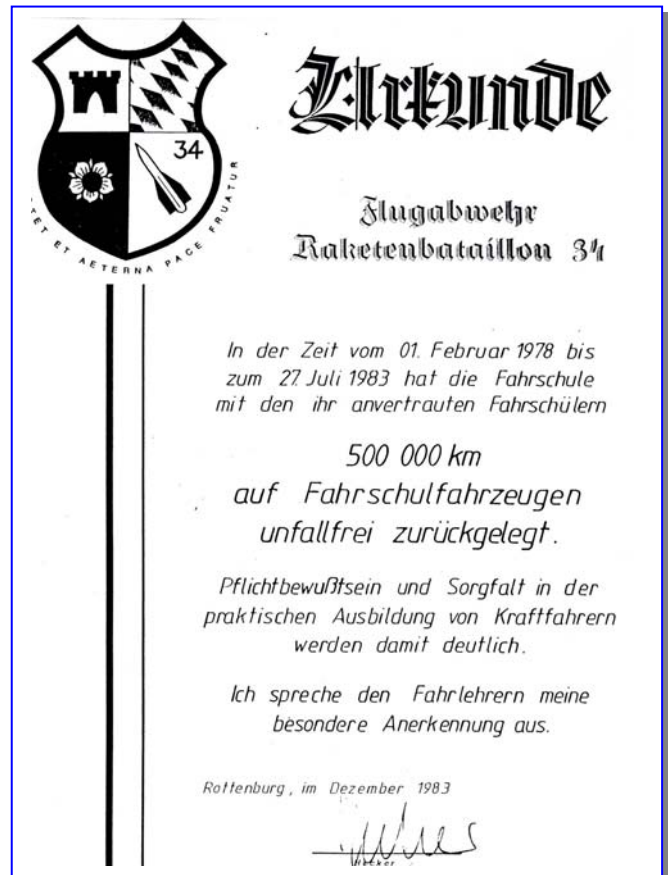 Urkunde
34
TET ET AETERNA PACE FRUATUR
Flugabwehr
Raketenbataillon 34
In der Zeit vom 01. Februar 1978 bis
zum 27. Juli 1983 hat die Fahrschule
mit den ihr anvertrauten Fahrschülern
500 000 km
auf Fahrschulfahrzeugen
unfallfrei zurückgelegt.
Pflichtbewußtsein und Sorgfalt in der
praktischen Ausbildung von Kraftfahrern
werden damit deutlich.
Ich spreche den Fahrlehrern meine
besondere Anerkennung aus.
Rottenburg, im Dezember 1983